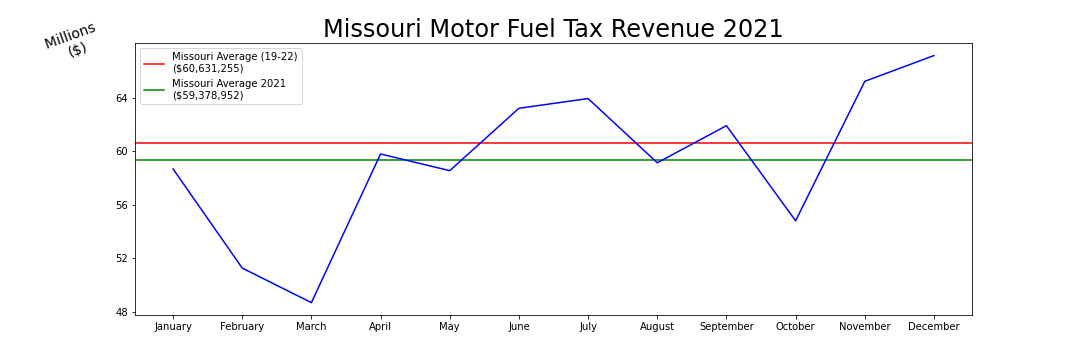 Millions
($)
Missouri Motor Fuel Tax Revenue 2021
Missouri Average (19-22)
($60,631,255)
Missouri Average 2021
($59,378,952)
64
60
56
52
48
January February March April May June July August September October November December